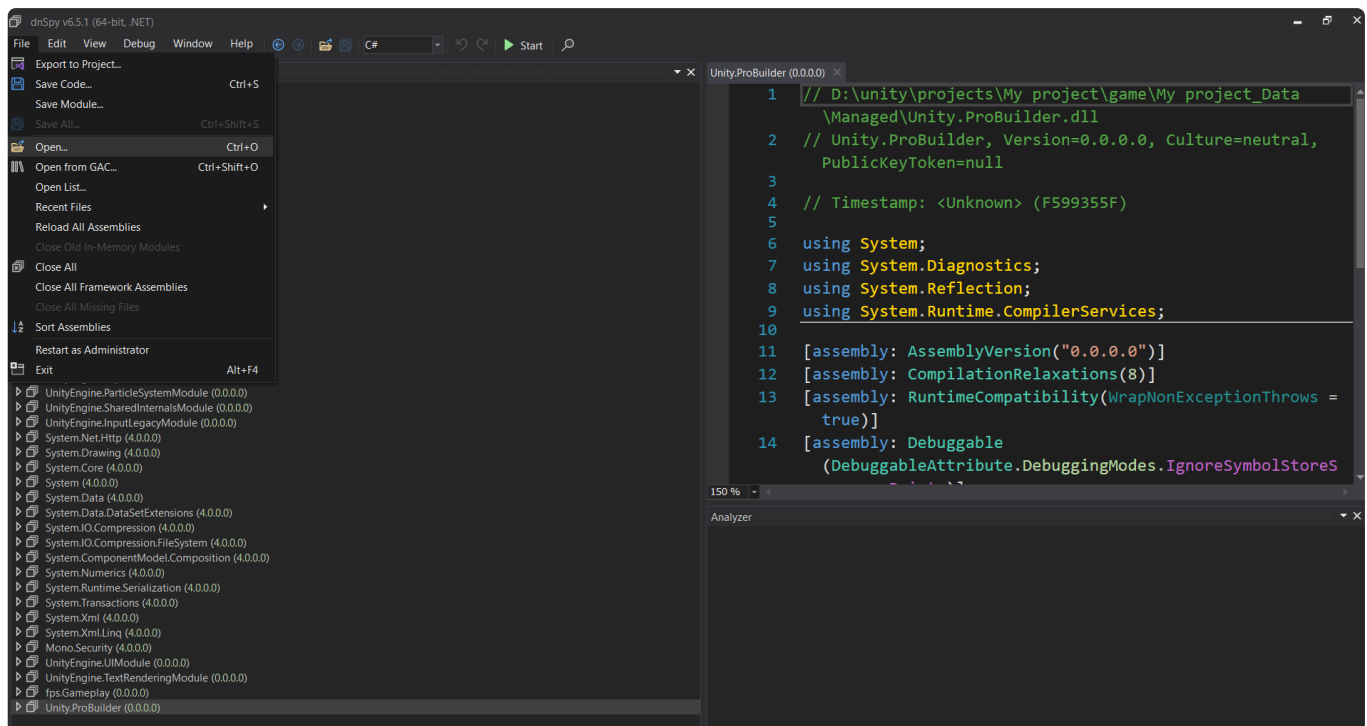 dnSpy v6.5.1 (64-bit, .NET)
File Edit View Debug Window Help C# Start
Export to Project...
Save Code... Ctrl+S
Save Module...
Save All... Ctrl+Shift+S
Open... Ctrl+O
Open from GAC... Ctrl+Shift+O
Open List...
Recent Files
Reload All Assemblies
Close Old In-Memory Modules
Close All
Close All Framework Assemblies
Close All Missing Files
Sort Assemblies
Restart as Administrator
Exit Alt+F4
UnityEngine.ParticleSystemModule (0.0.0.0)
UnityEngine.SharedInternalsModule (0.0.0.0)
UnityEngine.InputLegacyModule (0.0.0.0)
System.Net.Http (4.0.0.0)
System.Drawing (4.0.0.0)
System.Core (4.0.0.0)
System (4.0.0.0)
System.Data (4.0.0.0)
System.Data.DataSetExtensions (4.0.0.0)
System.IO.Compression (4.0.0.0)
System.IO.Compression.FileSystem (4.0.0.0)
System.ComponentModel.Composition (4.0.0.0)
System.Numerics (4.0.0.0)
System.Runtime.Serialization (4.0.0.0)
System.Transactions (4.0.0.0)
System.Xml (4.0.0.0)
System.Xml.Linq (4.0.0.0)
Mono.Security (4.0.0.0)
UnityEngine.UIModule (0.0.0.0)
UnityEngine.TextRenderingModule (0.0.0.0)
fps.Gameplay (0.0.0.0)
Unity.ProBuilder (0.0.0.0)
Unity.ProBuilder (0.0.0.0)
1 // D:\unity\projects\My project\game\My project_Data
\Managed\Unity.ProBuilder.dll
2 // Unity.ProBuilder, Version=0.0.0.0, Culture=neutral,
PublicKeyToken=null
3
4 // Timestamp: <Unknown> (F599355F)
5
6 using System;
7 using System.Diagnostics;
8 using System.Reflection;
9 using System.Runtime.CompilerServices;
10
11 [assembly: AssemblyVersion("0.0.0.0")]
12 [assembly: CompilationRelaxations(8)]
13 [assembly: RuntimeCompatibility(WrapNonExceptionThrows =
true)]
14 [assembly: Debuggable
(DebuggableAttribute.DebuggingModes.IgnoreSymbolStoreS
150 %
Analyzer